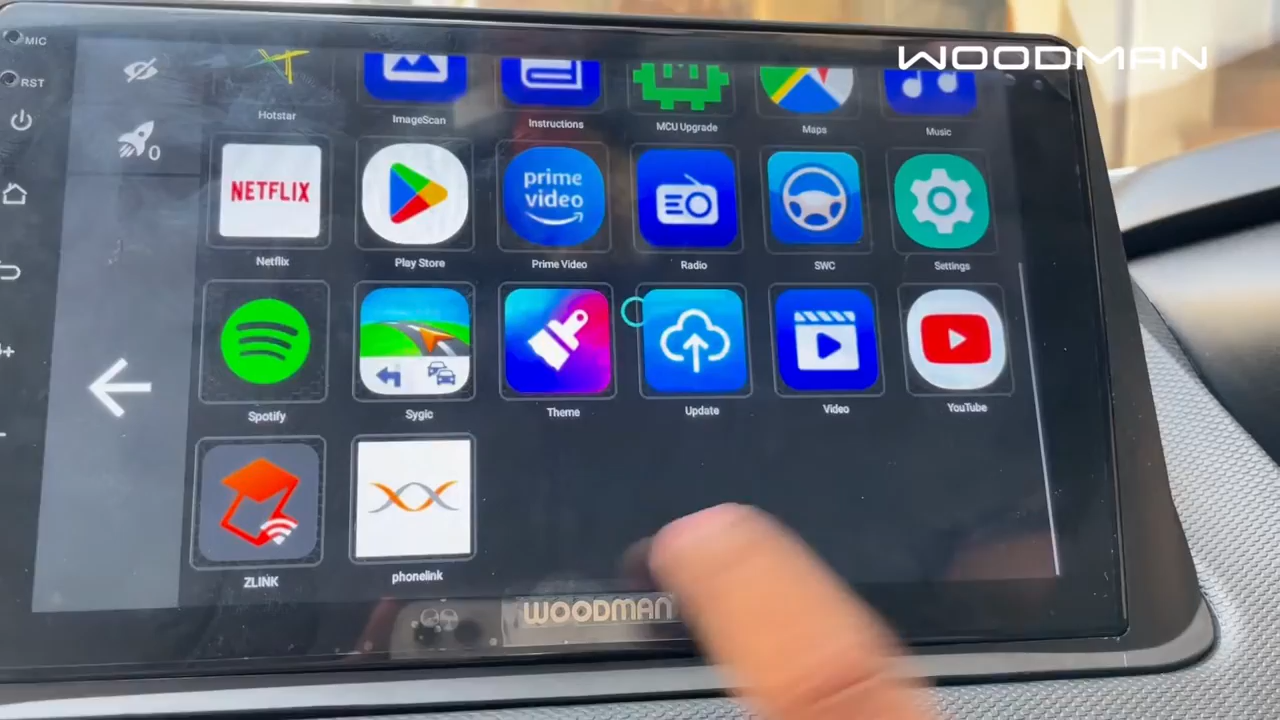 WOODMAN
MIC
RST
0
Hotstar
ImageScan
Instructions
MCU Upgrade
Maps
Music
NETFLIX
prime
video
Netflix
Play Store
Prime Video
Radio
SWC
Settings
Spotify
Sygic
Theme
Update
Video
YouTube
ZLINK
phonelink
WOODMAN